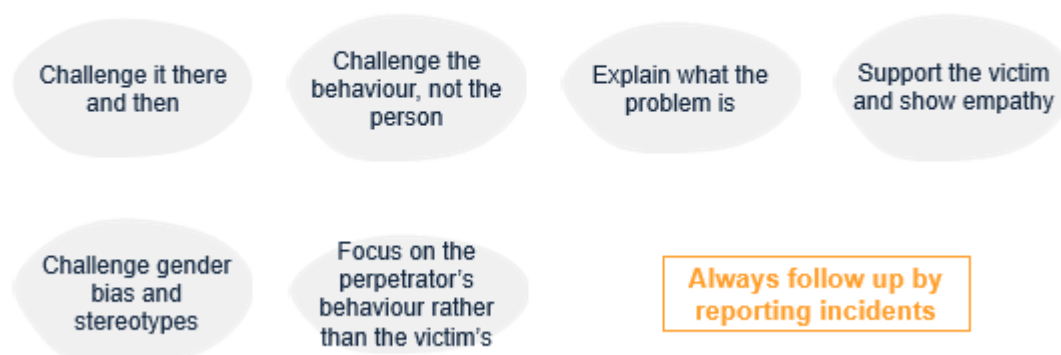 Challenge it there
and then
Challenge the
behaviour, not the
person
Explain what the
problem is
Support the victim
and show empathy
Challenge gender
bias and
stereotypes
Focus on the
perpetrator's
behaviour rather
than the victim's
Always follow up by
reporting incidents